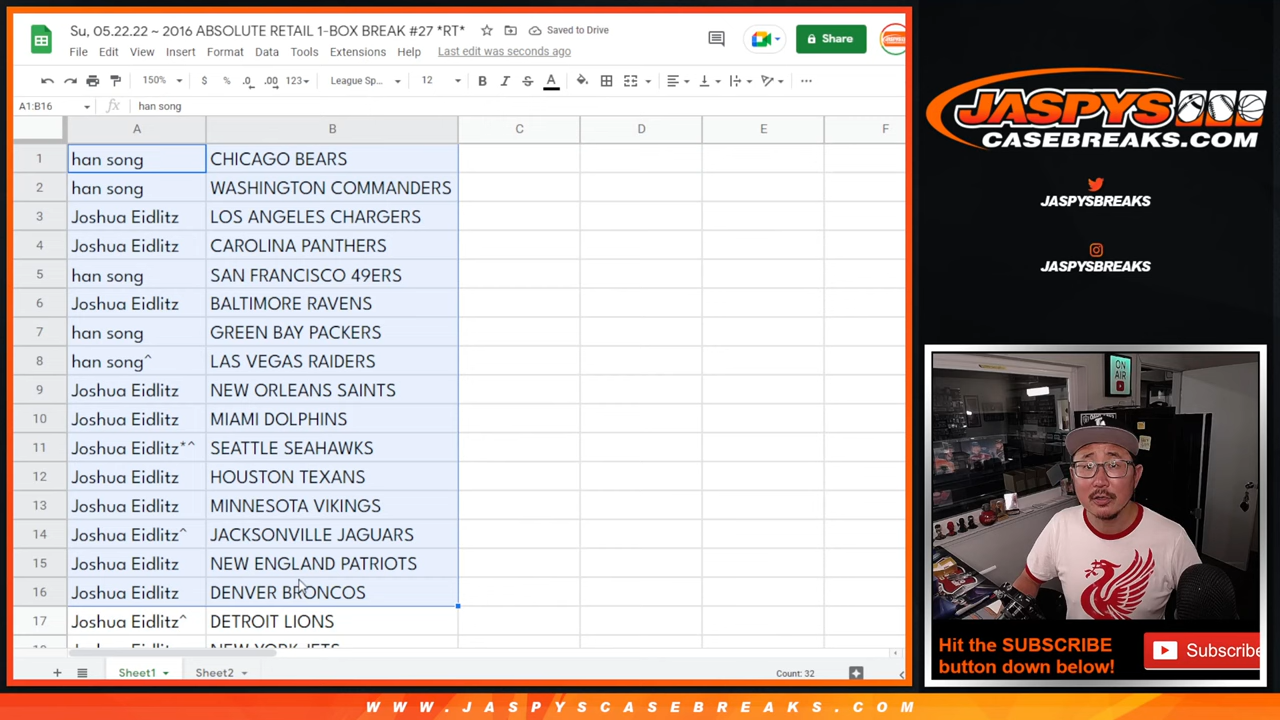 Su, 05.22.22 ~ 2016 ABSOLUTE RETAIL 1-BOX BREAK #27 *RT*
Saved to Drive
File Edit View Insert Format Data Tools Extensions Help Last edit was seconds ago
Share
150% $ % .0 .00 123 League Sp... 12 B I S A
A1:B16 fx han song
A B C D E F
1 han song CHICAGO BEARS
2 han song WASHINGTON COMMANDERS
3 Joshua Eidlitz LOS ANGELES CHARGERS
4 Joshua Eidlitz CAROLINA PANTHERS
5 han song SAN FRANCISCO 49ERS
6 Joshua Eidlitz BALTIMORE RAVENS
7 han song GREEN BAY PACKERS
8 han song^ LAS VEGAS RAIDERS
9 Joshua Eidlitz NEW ORLEANS SAINTS
10 Joshua Eidlitz MIAMI DOLPHINS
11 Joshua Eidlitz*^ SEATTLE SEAHAWKS
12 Joshua Eidlitz HOUSTON TEXANS
13 Joshua Eidlitz MINNESOTA VIKINGS
14 Joshua Eidlitz^ JACKSONVILLE JAGUARS
15 Joshua Eidlitz NEW ENGLAND PATRIOTS
16 Joshua Eidlitz DENVER BRONCOS
17 Joshua Eidlitz^ DETROIT LIONS
Joshua Eidlitz NEW YORK JETS
Sheet1 Sheet2 Count: 32
JASPYS
CASEBREAKS.COM
JASPYSBREAKS
JASPYSBREAKS
ON
AIR
Hit the SUBSCRIBE
button down below!
Subscribe
WWW.JASPYSCASEBREAKS.COM